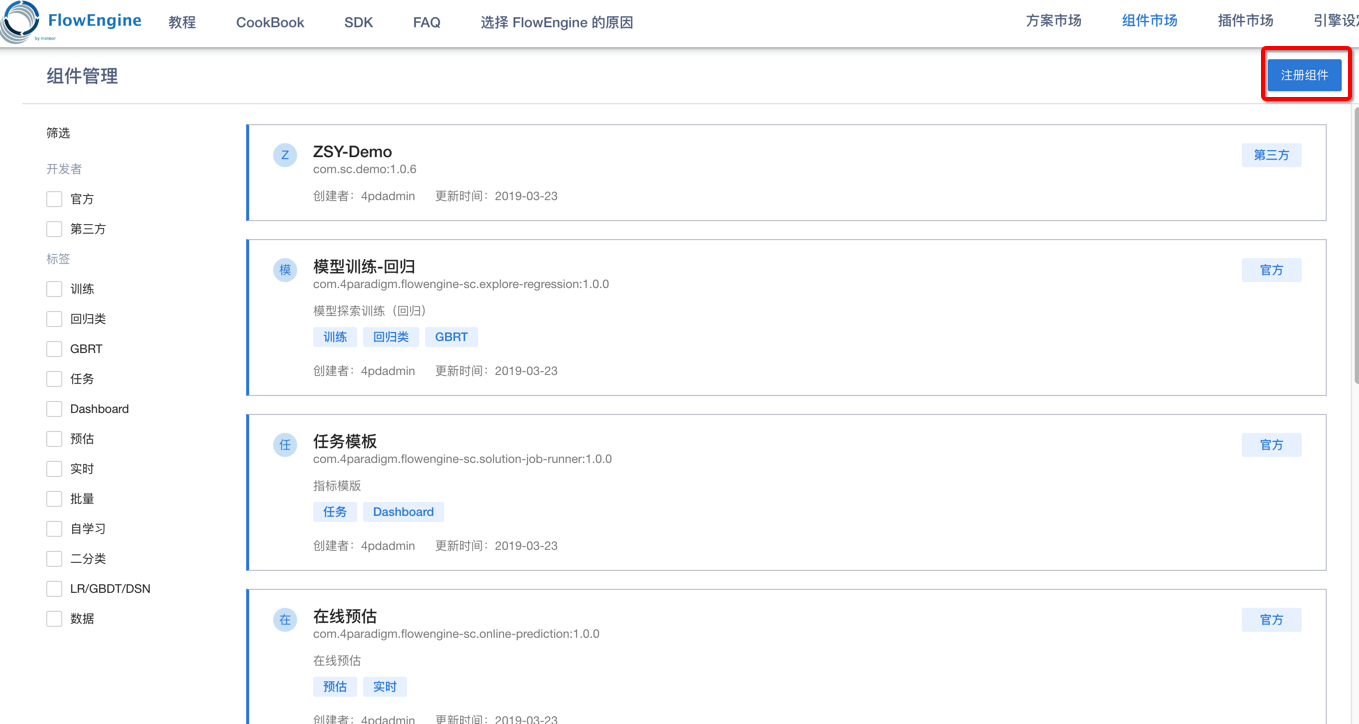 FlowEngine 教程 CookBook SDK FAQ 选择 FlowEngine 的原因 方案市场 组件市场 插件市场 引擎设
组件管理 注册组件
筛选
开发者
官方
第三方
标签
训练
回归类
GBRT
任务
Dashboard
预估
实时
批量
自学习
二分类
LR/GBDT/DSN
数据
Z ZSY-Demo 第三方
com.sc.demo:1.0.6
创建者：4pdadmin 更新时间：2019-03-23
模 模型训练-回归 官方
com.4paradigm.flowengine-sc.explore-regression:1.0.0
模型探索训练（回归）
训练 回归类 GBRT
创建者：4pdadmin 更新时间：2019-03-23
任 任务模板 官方
com.4paradigm.flowengine-sc.solution-job-runner:1.0.0
指标模版
任务 Dashboard
创建者：4pdadmin 更新时间：2019-03-23
在 在线预估 官方
com.4paradigm.flowengine-sc.online-prediction:1.0.0
在线预估
预估 实时
创建者：4pdadmin 更新时间：2019-03-23